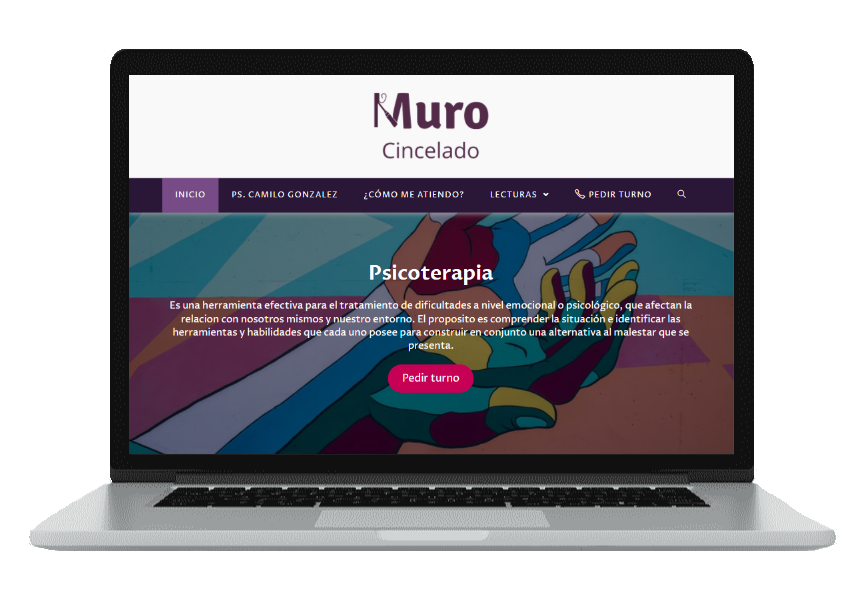 Muro
Cincelado
INICIO PS. CAMILO GONZALEZ ¿CÓMO ME ATIENDO? LECTURAS PEDIR TURNO
Psicoterapia
Es una herramienta efectiva para el tratamiento de dificultades a nivel emocional o psicológico, que afectan la
relacion con nosotros mismos y nuestro entorno. El proposito es comprender la situación e identificar las
herramientas y habilidades que cada uno posee para construir en conjunto una alternativa al malestar que se
presenta.
Pedir turno